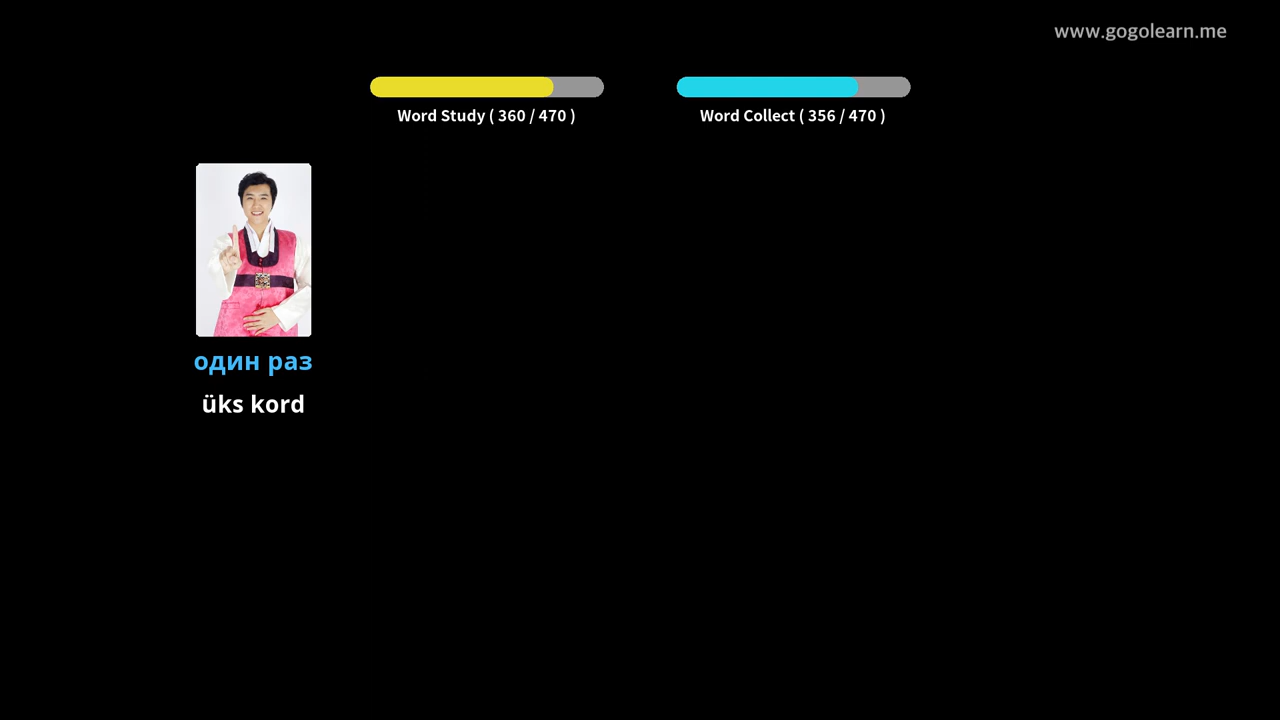 www.gogolearn.me
Word Study ( 360 / 470 )
Word Collect ( 356 / 470 )
один раз
üks kord